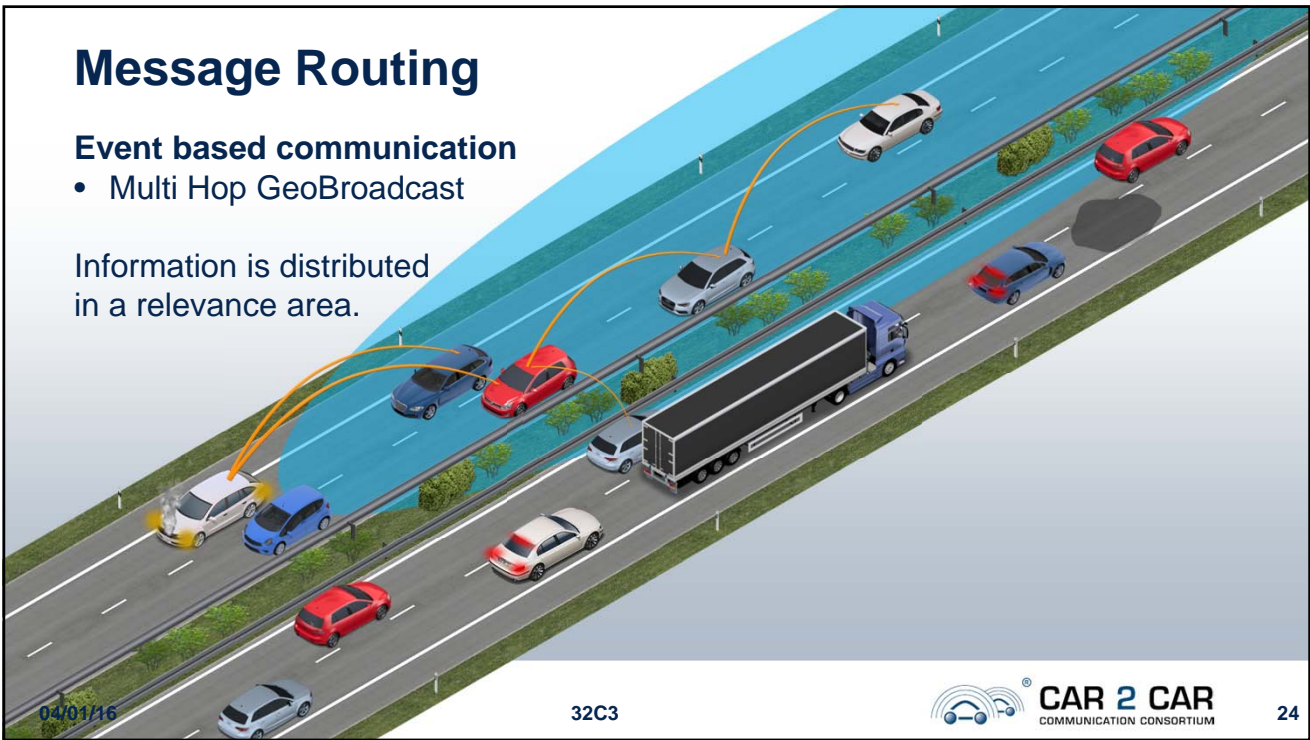 Message Routing
Event based communication
• Multi Hop GeoBroadcast
Information is distributed
in a relevance area.
04/01/16
32C3
® CAR 2 CAR
COMMUNICATION CONSORTIUM
24